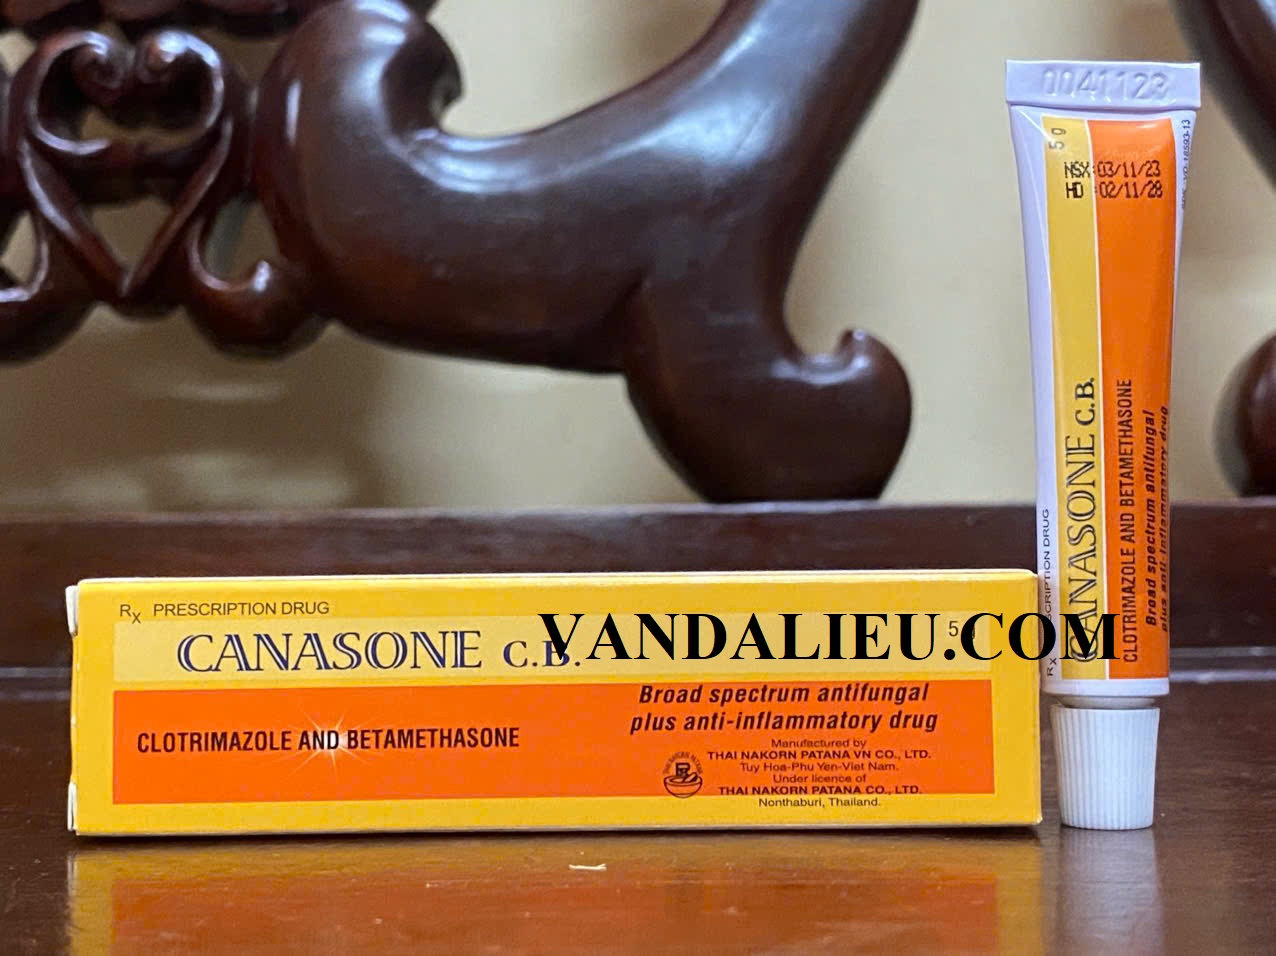 Rx PRESCRIPTION DRUG
CANASONE C.B.
5 g
VANDALIEU.COM
CLOTRIMAZOLE AND BETAMETHASONE
Broad spectrum antifungal
plus anti-inflammatory drug
Manufactured by
THAI NAKORN PATANA VN CO., LTD.
Tuy Hoa-Phu Yen-Viet Nam.
Under licence of
THAI NAKORN PATANA CO., LTD.
Nonthaburi, Thailand.
0041123
5 g
NSX:03/11/23
HD :02/11/28
CANASONE C.B.
CLOTRIMAZOLE AND BETAMETHASONE
Broad spectrum antifungal
plus anti-inflammatory drug